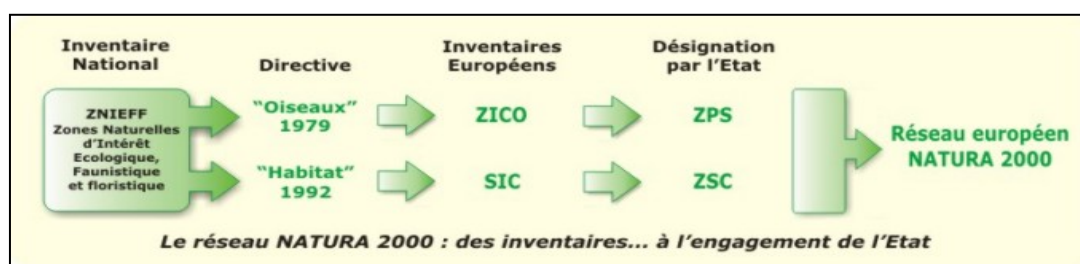 Inventaire
National
Directive
Inventaires
Européens
Désignation
par l'Etat
ZNIEFF
Zones Naturelles
d'Intérêt
Ecologique,
Faunistique
et floristique
"Oiseaux"
1979
ZICO
ZPS
"Habitat"
1992
SIC
ZSC
Réseau européen
NATURA 2000
Le réseau NATURA 2000 : des inventaires... à l'engagement de l'Etat